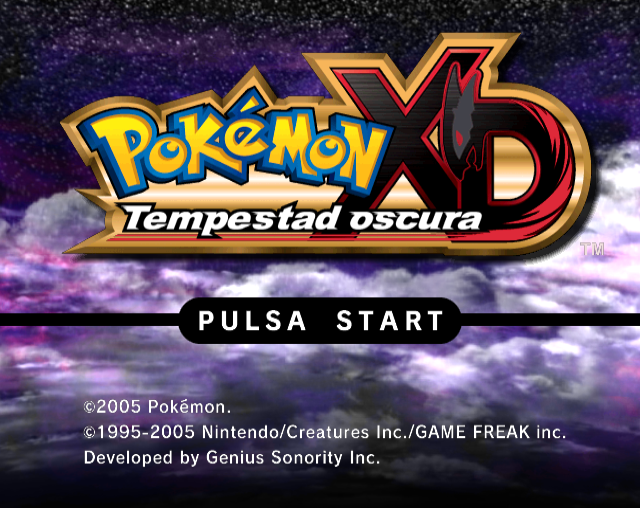 POKéMON XD
Tempestad oscura
TM
PULSA START
©2005 Pokémon.
©1995-2005 Nintendo/Creatures Inc./GAME FREAK inc.
Developed by Genius Sonority Inc.